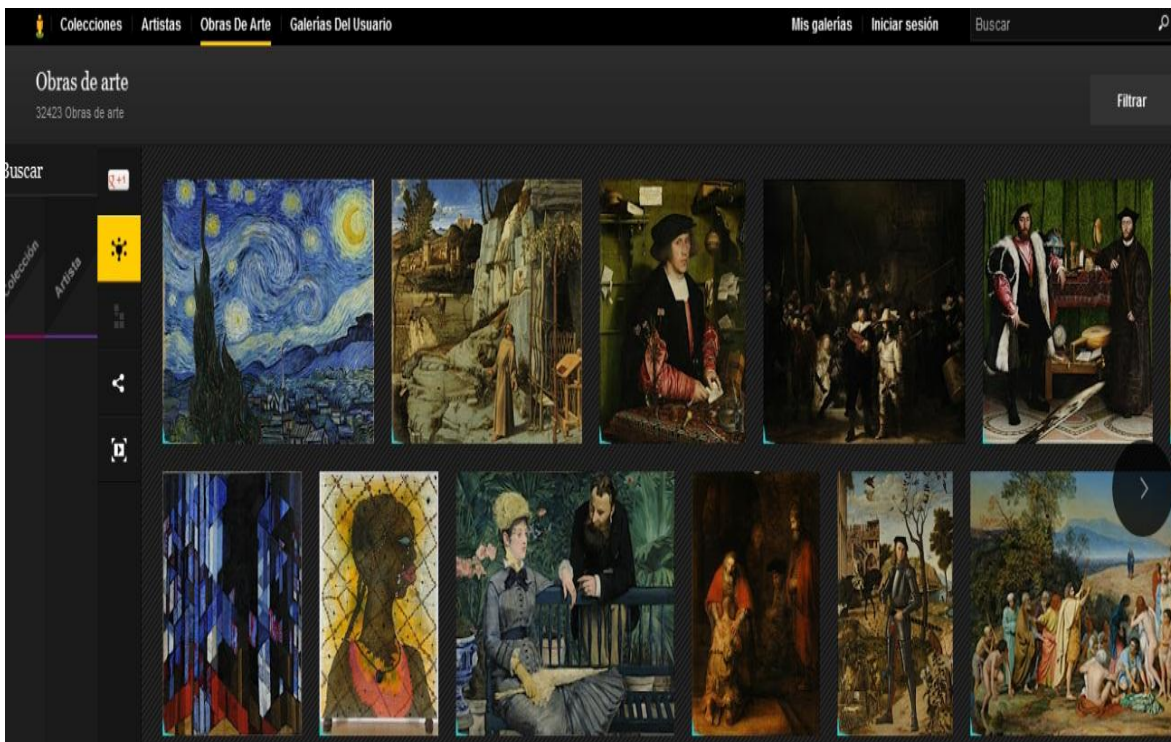 Colecciones Artistas Obras De Arte Galerías Del Usuario Mis galerías Iniciar sesión Buscar
Obras de arte
32423 Obras de arte
Filtrar
Buscar
+1
Colección
Artista